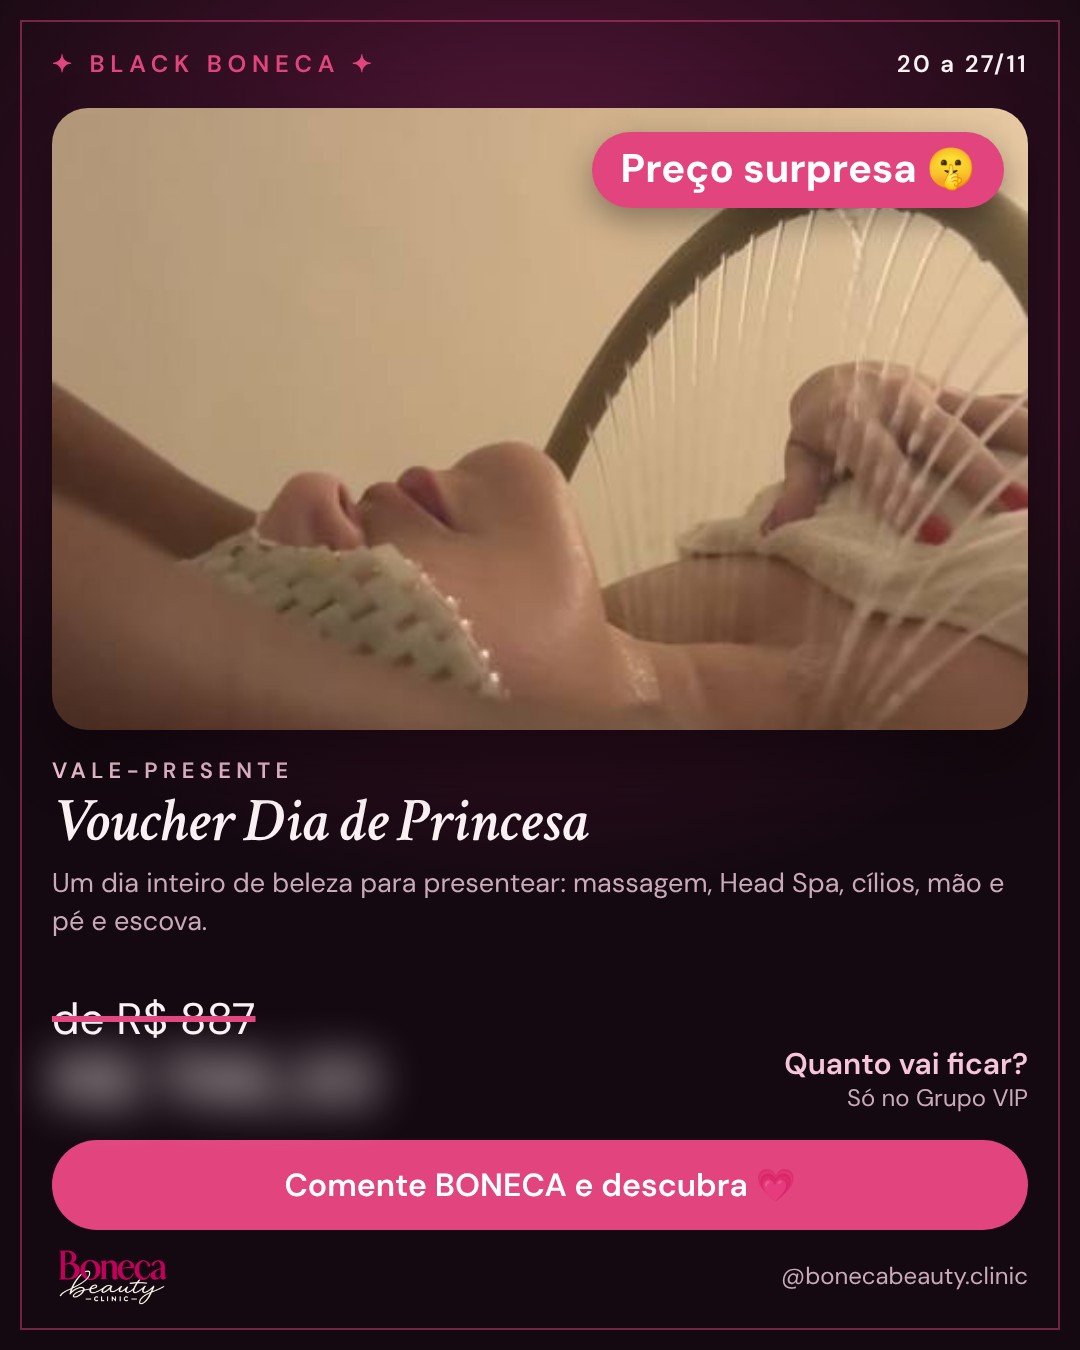 ✦ BLACK BONECA ✦
20 a 27/11
Preço surpresa 🤫
VALE-PRESENTE
Voucher Dia de Princesa
Um dia inteiro de beleza para presentear: massagem, Head Spa, cílios, mão e
pé e escova.
de R$ 887
Quanto vai ficar?
Só no Grupo VIP
Comente BONECA e descubra 💗
Boneca
beauty
CLINIC
@bonecabeauty.clinic